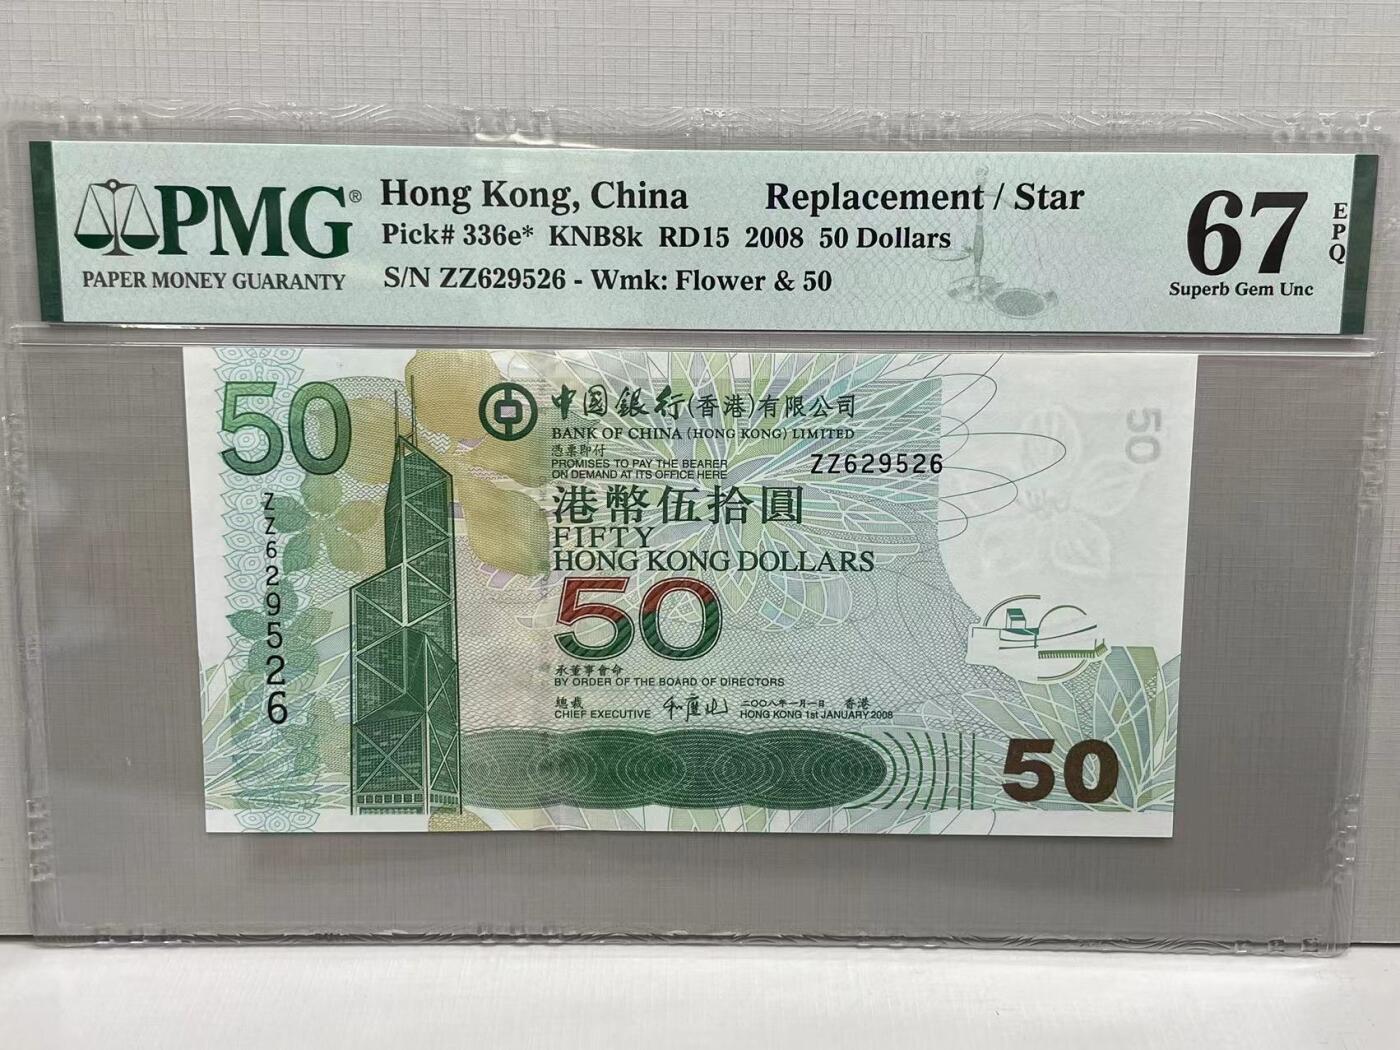 PMG®
PAPER MONEY GUARANTY
Hong Kong, China Replacement / Star
Pick# 336e* KNB8k RD15 2008 50 Dollars
S/N ZZ629526 - Wmk: Flower & 50
67
EPQ
Superb Gem Unc
50
中国銀行(香港)有限公司
BANK OF CHINA (HONG KONG) LIMITED
憑票即付
PROMISES TO PAY THE BEARER
ON DEMAND AT ITS OFFICE HERE
ZZ629526
50
港幣伍拾圓
FIFTY
HONG KONG DOLLARS
50
ZZ629526
承董事會命
BY ORDER OF THE BOARD OF DIRECTORS
總裁
CHIEF EXECUTIVE
和廣北
二〇〇八年一月一日 香港
HONG KONG 1st JANUARY 2008
50